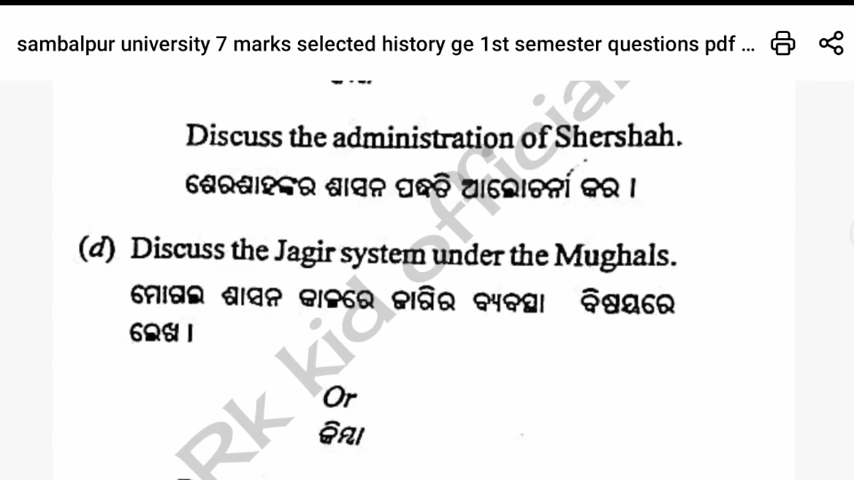 sambalpur university 7 marks selected history ge 1st semester questions pdf ...
Discuss the administration of Shershah.
ଶେରଶାହଙ୍କର ଶାସନ ପଦ୍ଧତି ଆଲୋଚନା କର ।
(d) Discuss the Jagir system under the Mughals.
ମୋଗଲ ଶାସନ କାଳରେ ଜାଗିର ବ୍ୟବସ୍ଥା ବିଷୟରେ
ଲେଖ ।
Or
କିମ୍ବା
RK kid official